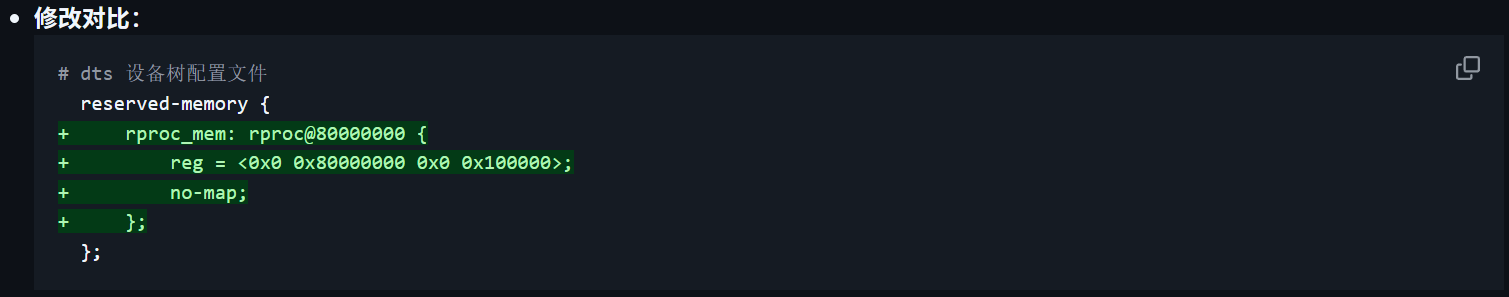 修改对比：
# dts 设备树配置文件
  reserved-memory {
+     rproc_mem: rproc@80000000 {
+         reg = <0x0 0x80000000 0x0 0x100000>;
+         no-map;
+     };
  };